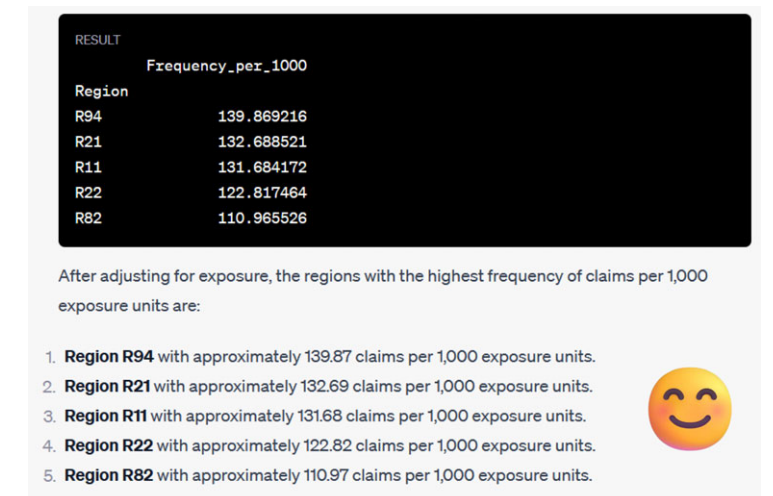 RESULT
Frequency_per_1000
Region
R94 139.869216
R21 132.688521
R11 131.684172
R22 122.817464
R82 110.965526
After adjusting for exposure, the regions with the highest frequency of claims per 1,000
exposure units are:
1. Region R94 with approximately 139.87 claims per 1,000 exposure units.
2. Region R21 with approximately 132.69 claims per 1,000 exposure units.
3. Region R11 with approximately 131.68 claims per 1,000 exposure units.
4. Region R22 with approximately 122.82 claims per 1,000 exposure units.
5. Region R82 with approximately 110.97 claims per 1,000 exposure units.